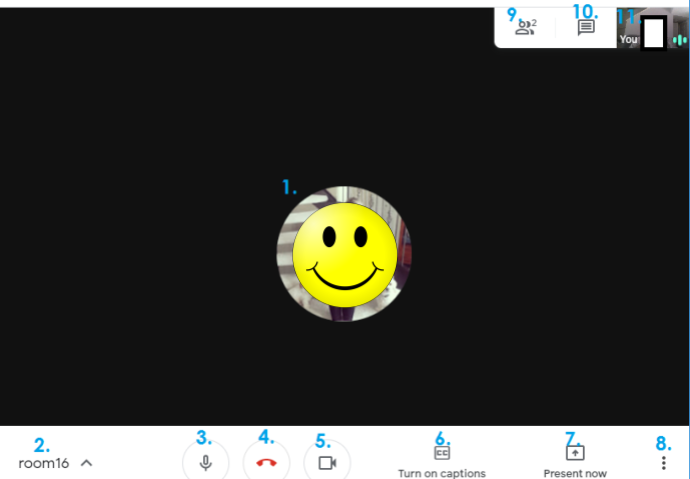 9.
2
10.
11.
You
1.
2.
room16
3.
4.
5.
6.
CC
Turn on captions
7.
Present now
8.